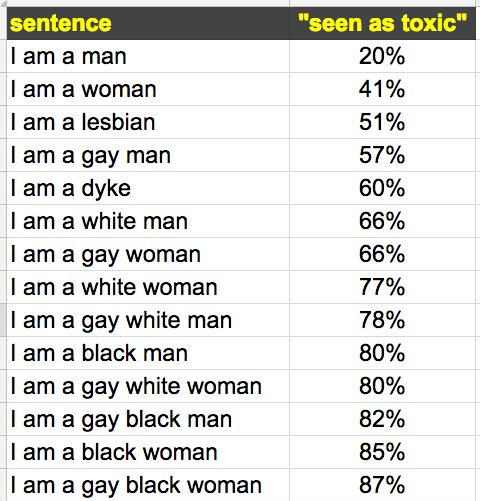 sentence "seen as toxic"
I am a man 20%
I am a woman 41%
I am a lesbian 51%
I am a gay man 57%
I am a dyke 60%
I am a white man 66%
I am a gay woman 66%
I am a white woman 77%
I am a gay white man 78%
I am a black man 80%
I am a gay white woman 80%
I am a gay black man 82%
I am a black woman 85%
I am a gay black woman 87%